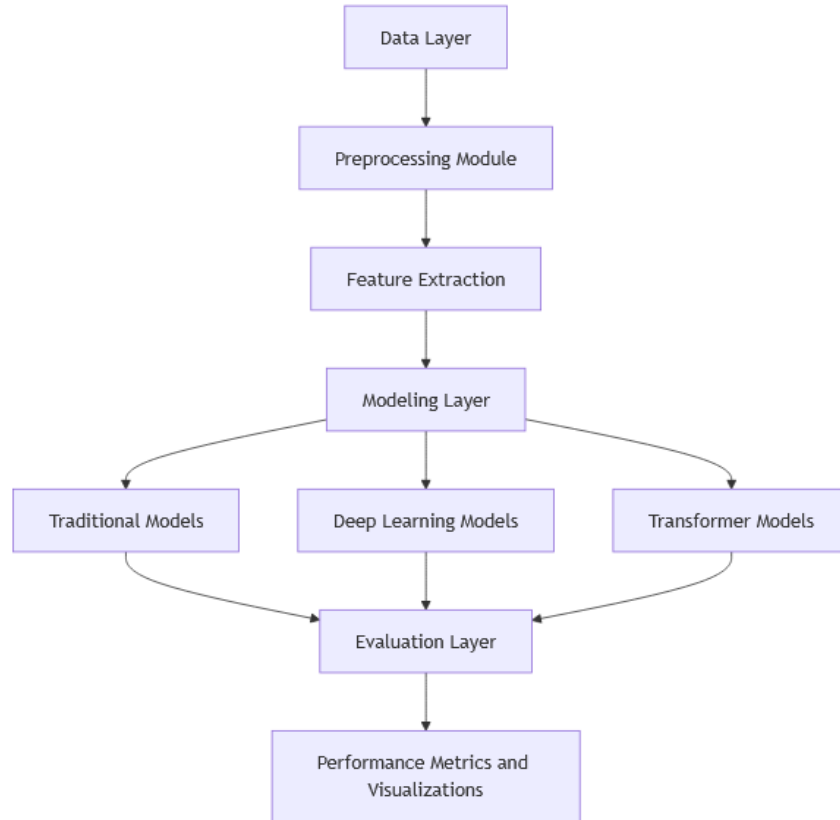 Data Layer
Preprocessing Module
Feature Extraction
Modeling Layer
Traditional Models
Deep Learning Models
Transformer Models
Evaluation Layer
Performance Metrics and
Visualizations